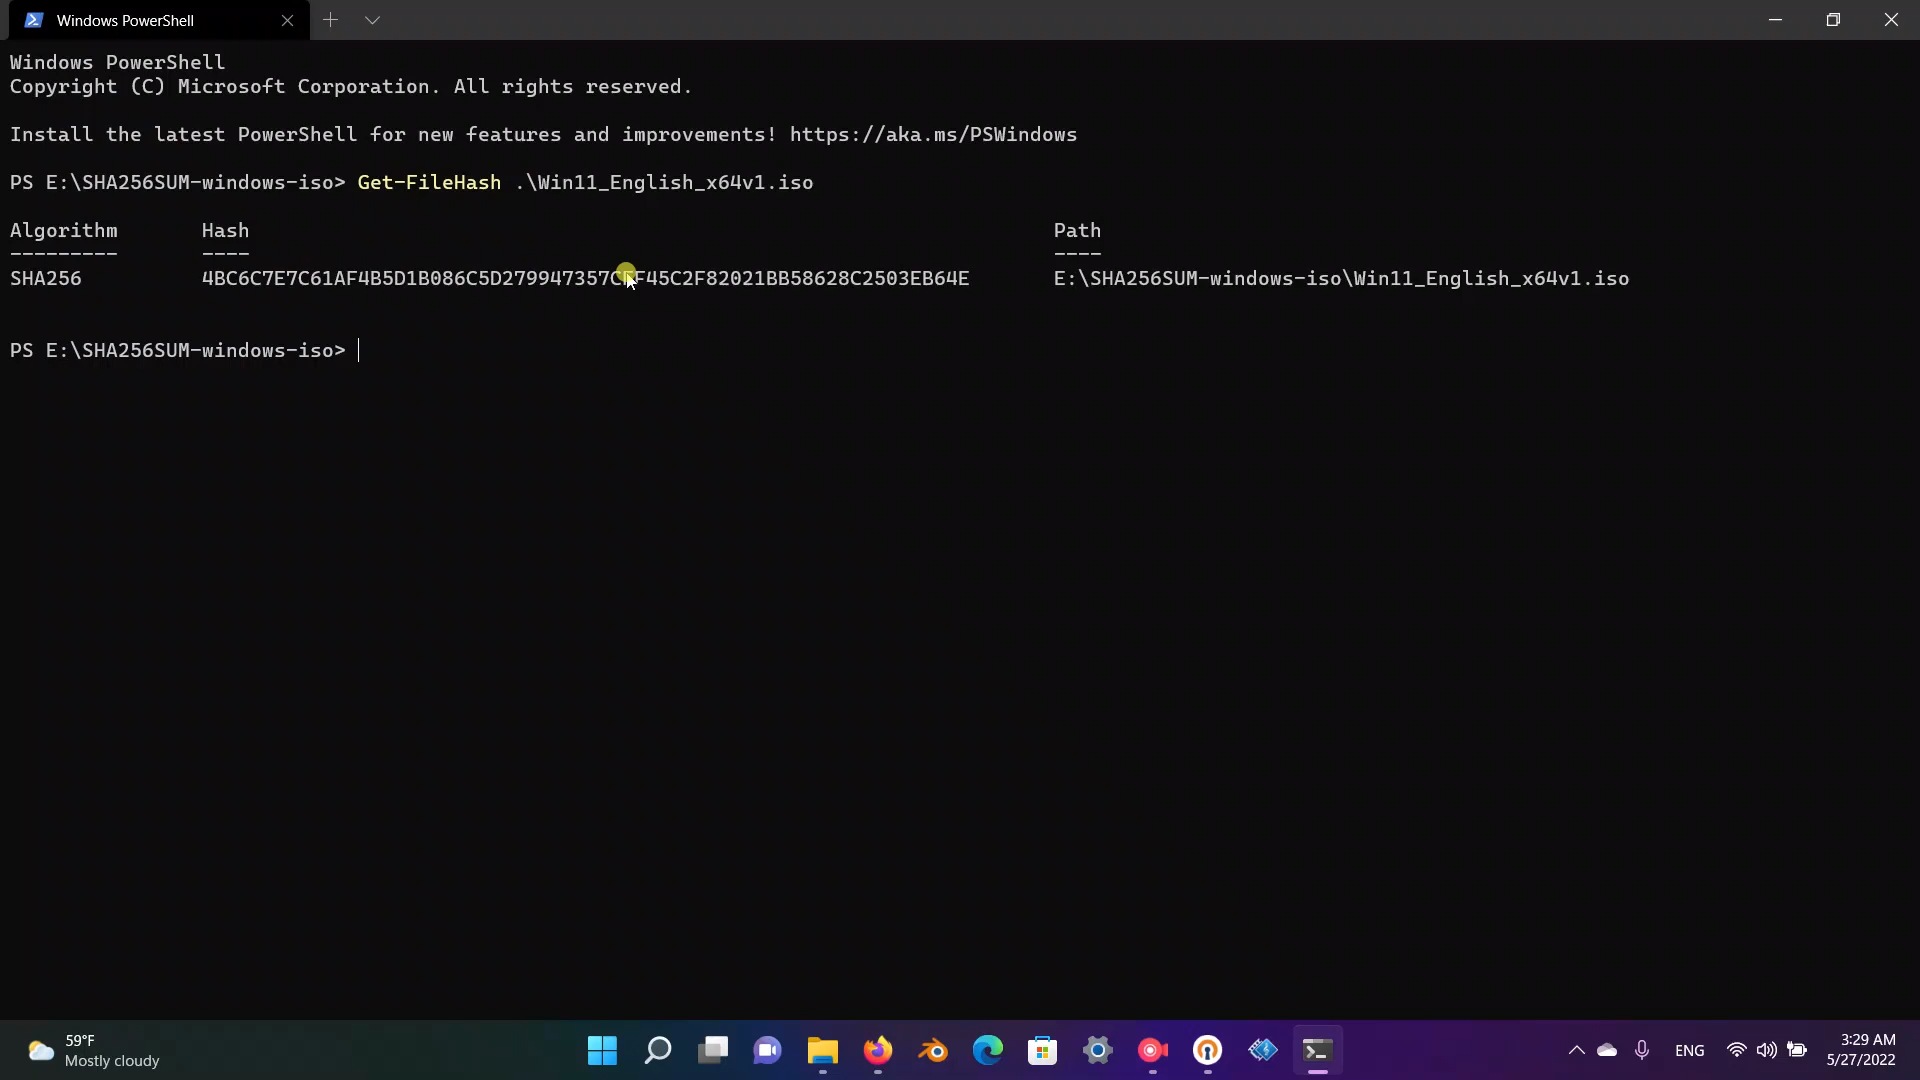 Windows PowerShell
Windows PowerShell
Copyright (C) Microsoft Corporation. All rights reserved.
Install the latest PowerShell for new features and improvements! https://aka.ms/PSWindows
PS E:\SHA256SUM-windows-iso> Get-FileHash .\Win11_English_x64v1.iso
Algorithm Hash Path
--------- ---- ----
SHA256 E:\SHA256SUM-windows-iso\Win11_English_x64v1.iso
PS E:\SHA256SUM-windows-iso>
59°F
Mostly cloudy
ENG
3:29 AM
5/27/2022